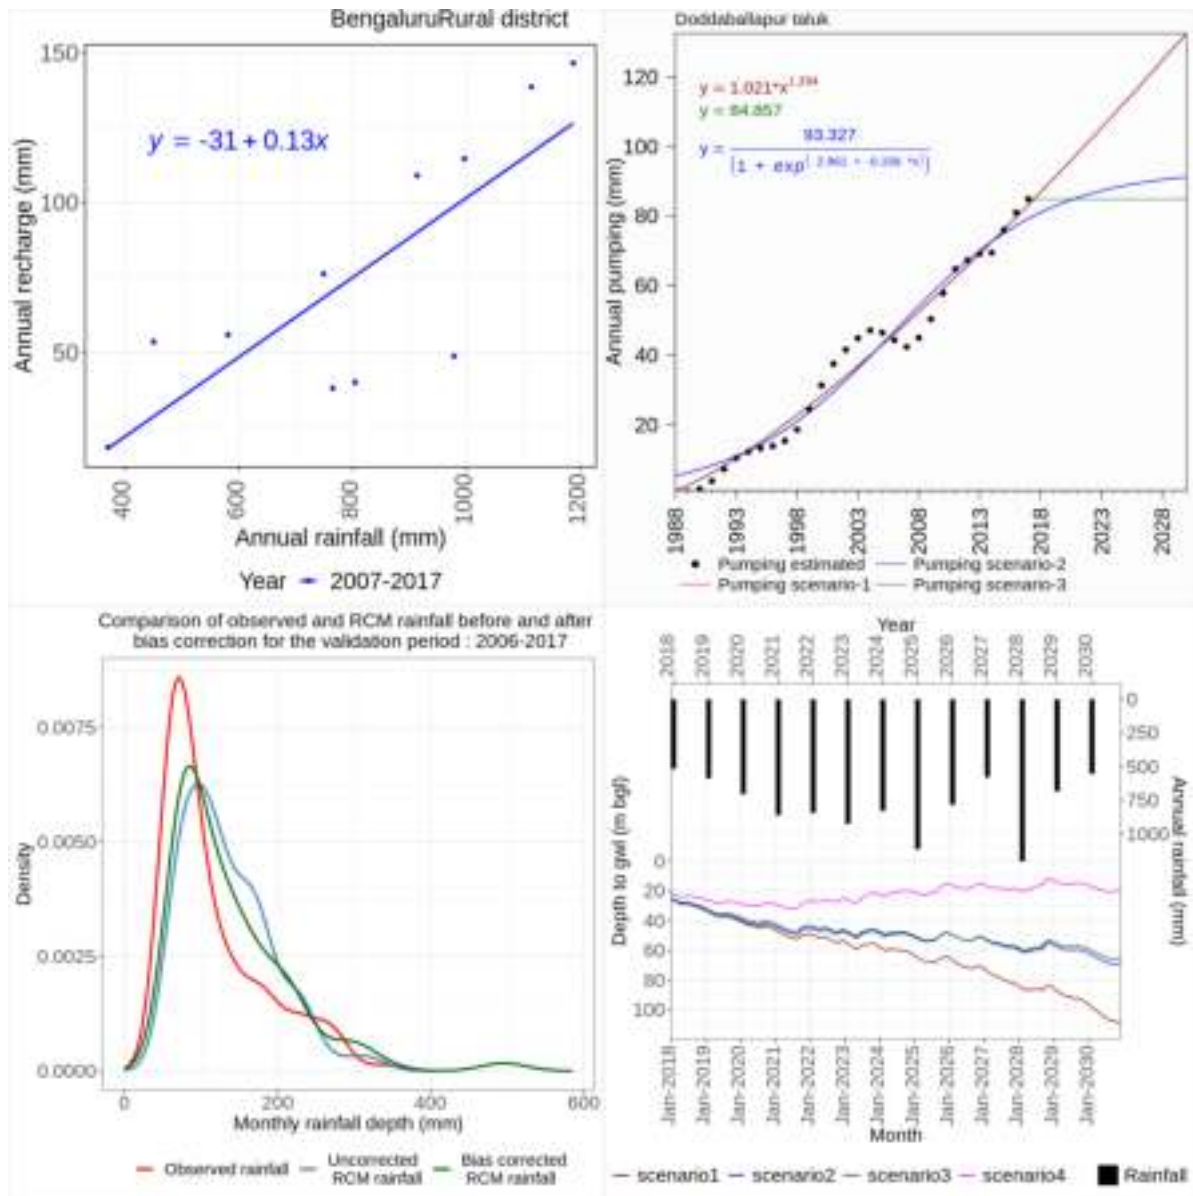 BengaluruRural district
150
100
50
Annual recharge (mm)
y = -31 + 0.13x
400 600 800 1000 1200
Annual rainfall (mm)
Year 2007-2017
Doddaballapur taluk
120
100
80
60
40
20
Annual pumping (mm)
y = 1.021*x
y = 84.857
93.327
y =
(1 + exp
1988 1993 1998 2003 2008 2013 2018 2023 2028
Pumping estimated Pumping scenario-2
Pumping scenario-1 Pumping scenario-3
Comparison of observed and RCM rainfall before and after
bias correction for the validation period : 2006-2017
0.0075
0.0050
0.0025
0.0000
Density
0 200 400 600
Monthly rainfall depth (mm)
Observed rainfall Uncorrected RCM rainfall Bias corrected RCM rainfall
Year
2018 2019 2020 2021 2022 2023 2024 2025 2026 2027 2028 2029 2030
0
250
500
750
1000
Annual rainfall (mm)
Depth to gwl (m bgl)
0
20
40
60
80
100
Jan-2018 Jan-2019 Jan-2020 Jan-2021 Jan-2022 Jan-2023 Jan-2024 Jan-2025 Jan-2026 Jan-2027 Jan-2028 Jan-2029 Jan-2030
Month
scenario1 scenario2 scenario3 scenario4 Rainfall